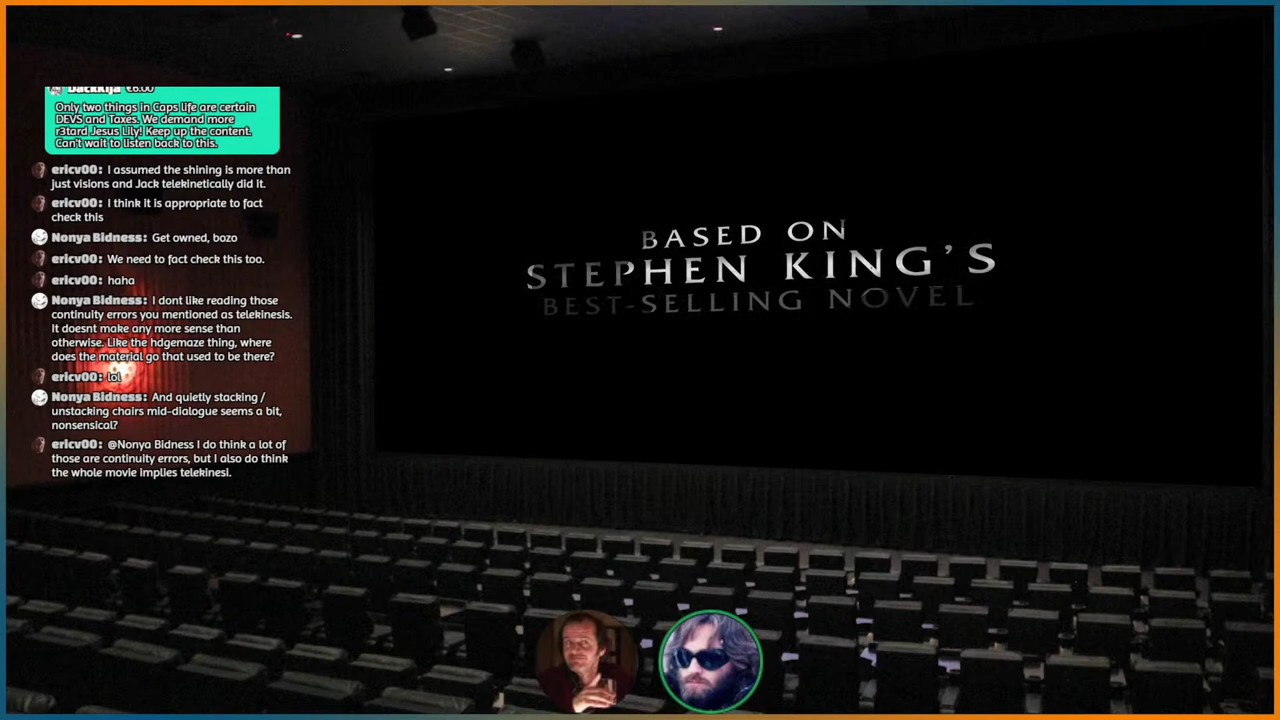 Dackkija €6.00
Only two things in Caps life are certain
DEVS and Taxes. We demand more
r3tard Jesus Lily! Keep up the content.
Can't wait to listen back to this.
ericv00: I assumed the shining is more than
just visions and Jack telekinetically did it.
ericv00: I think it is appropriate to fact
check this
Nonya Bidness: Get owned, bozo
ericv00: We need to fact check this too.
ericv00: haha
Nonya Bidness: I dont like reading those
continuity errors you mentioned as telekinesis.
It doesnt make any more sense than
otherwise. Like the hdgemaze thing, where
does the material go that used to be there?
ericv00: lol
Nonya Bidness: And quietly stacking /
unstacking chairs mid-dialogue seems a bit,
nonsensical?
ericv00: @Nonya Bidness I do think a lot of
those are continuity errors, but I also do think
the whole movie implies telekinesi.
BASED ON
STEPHEN KING'S
BEST-SELLING NOVEL